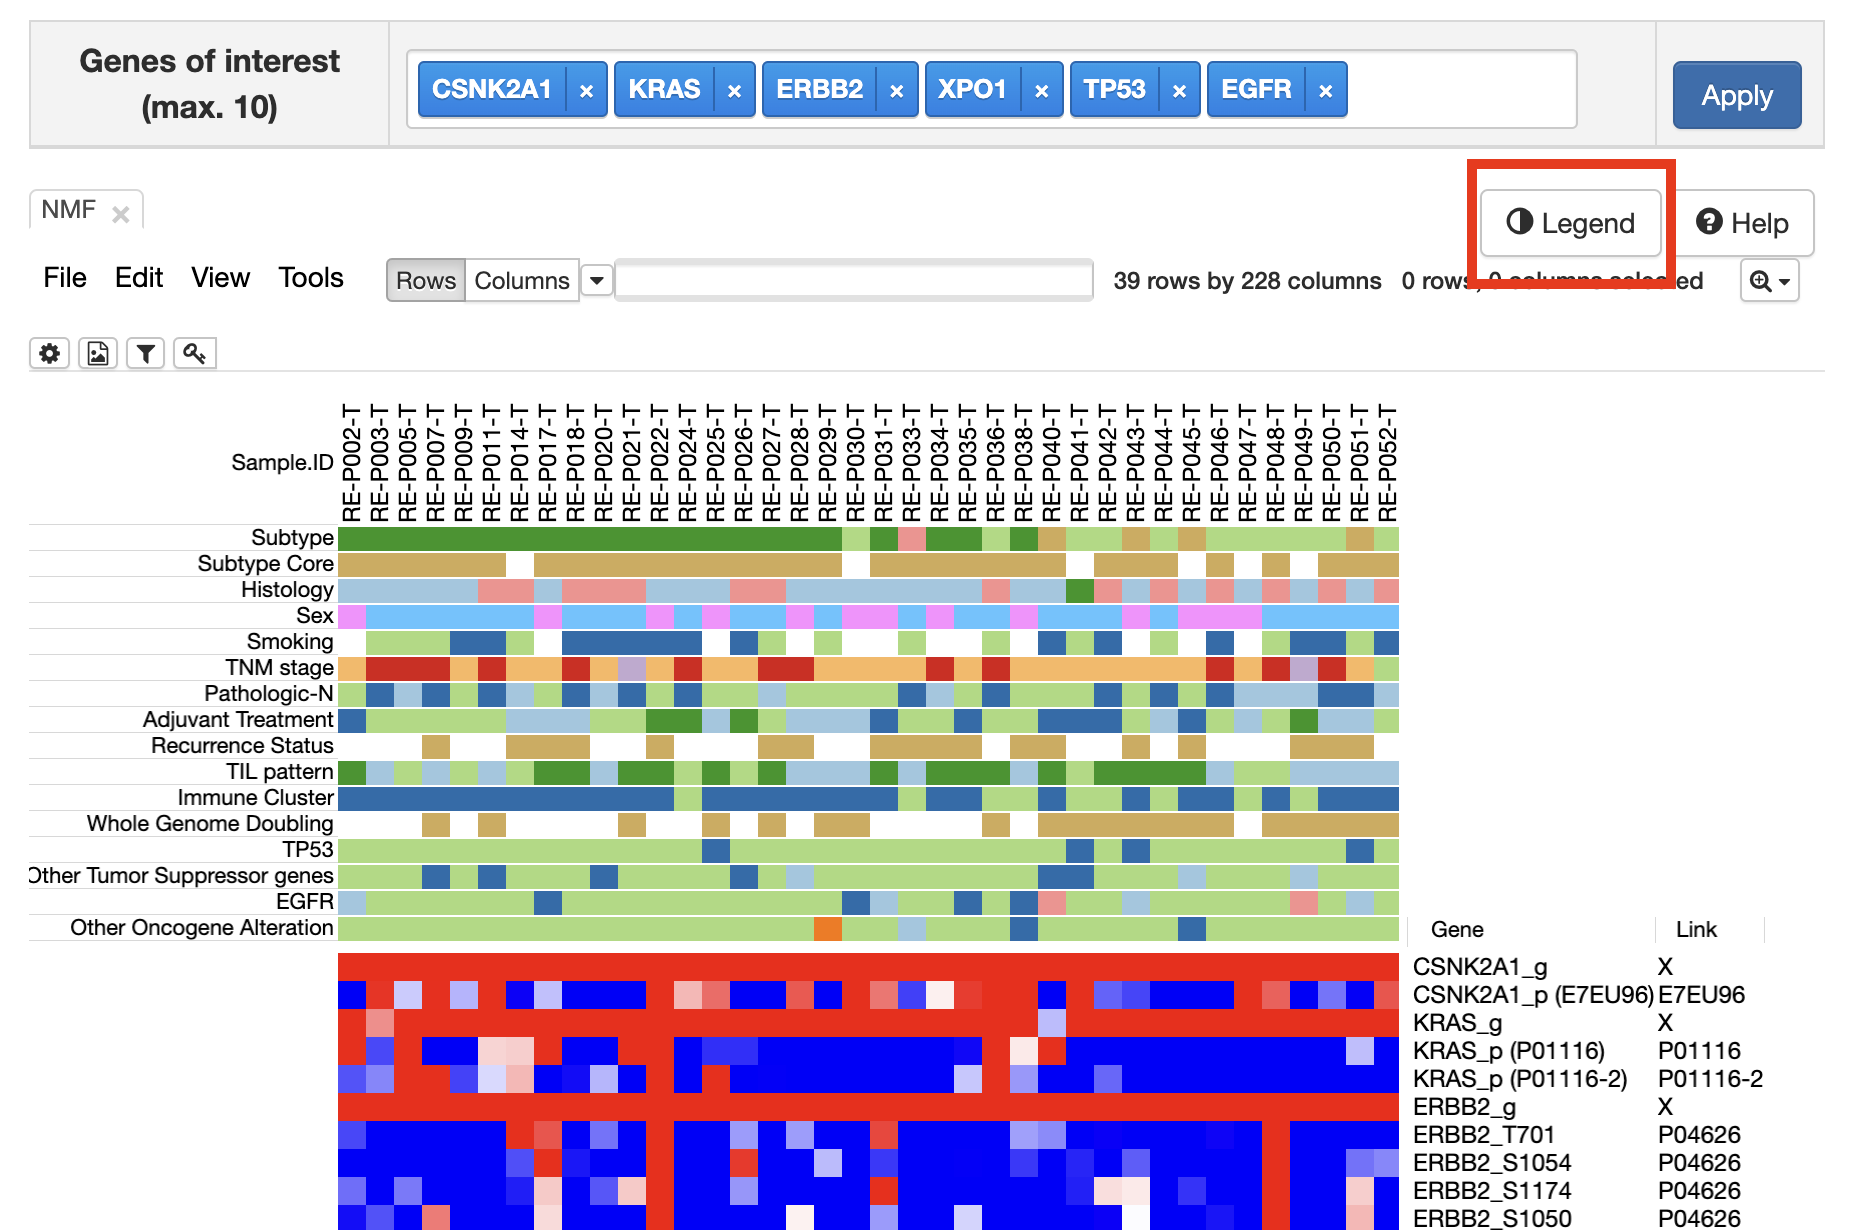 Genes of interest
(max. 10)
CSNK2A1 × KRAS × ERBB2 × XPO1 × TP53 × EGFR ×
Apply
NMF ×
Legend
Help
File Edit View Tools
Rows Columns
39 rows by 228 columns 0 rows, 0 columns selected
Sample.ID
RE-P002-T
RE-P003-T
RE-P005-T
RE-P007-T
RE-P009-T
RE-P011-T
RE-P014-T
RE-P017-T
RE-P018-T
RE-P020-T
RE-P021-T
RE-P022-T
RE-P024-T
RE-P025-T
RE-P026-T
RE-P027-T
RE-P028-T
RE-P029-T
RE-P030-T
RE-P031-T
RE-P033-T
RE-P034-T
RE-P035-T
RE-P036-T
RE-P038-T
RE-P040-T
RE-P041-T
RE-P042-T
RE-P043-T
RE-P044-T
RE-P045-T
RE-P046-T
RE-P047-T
RE-P048-T
RE-P049-T
RE-P050-T
RE-P051-T
RE-P052-T
Subtype
Subtype Core
Histology
Sex
Smoking
TNM stage
Pathologic-N
Adjuvant Treatment
Recurrence Status
TIL pattern
Immune Cluster
Whole Genome Doubling
TP53
Other Tumor Suppressor genes
EGFR
Other Oncogene Alteration
Gene Link
CSNK2A1_g X
CSNK2A1_p (E7EU96) E7EU96
KRAS_g X
KRAS_p (P01116) P01116
KRAS_p (P01116-2) P01116-2
ERBB2_g X
ERBB2_T701 P04626
ERBB2_S1054 P04626
ERBB2_S1174 P04626
ERBB2_S1050 P04626